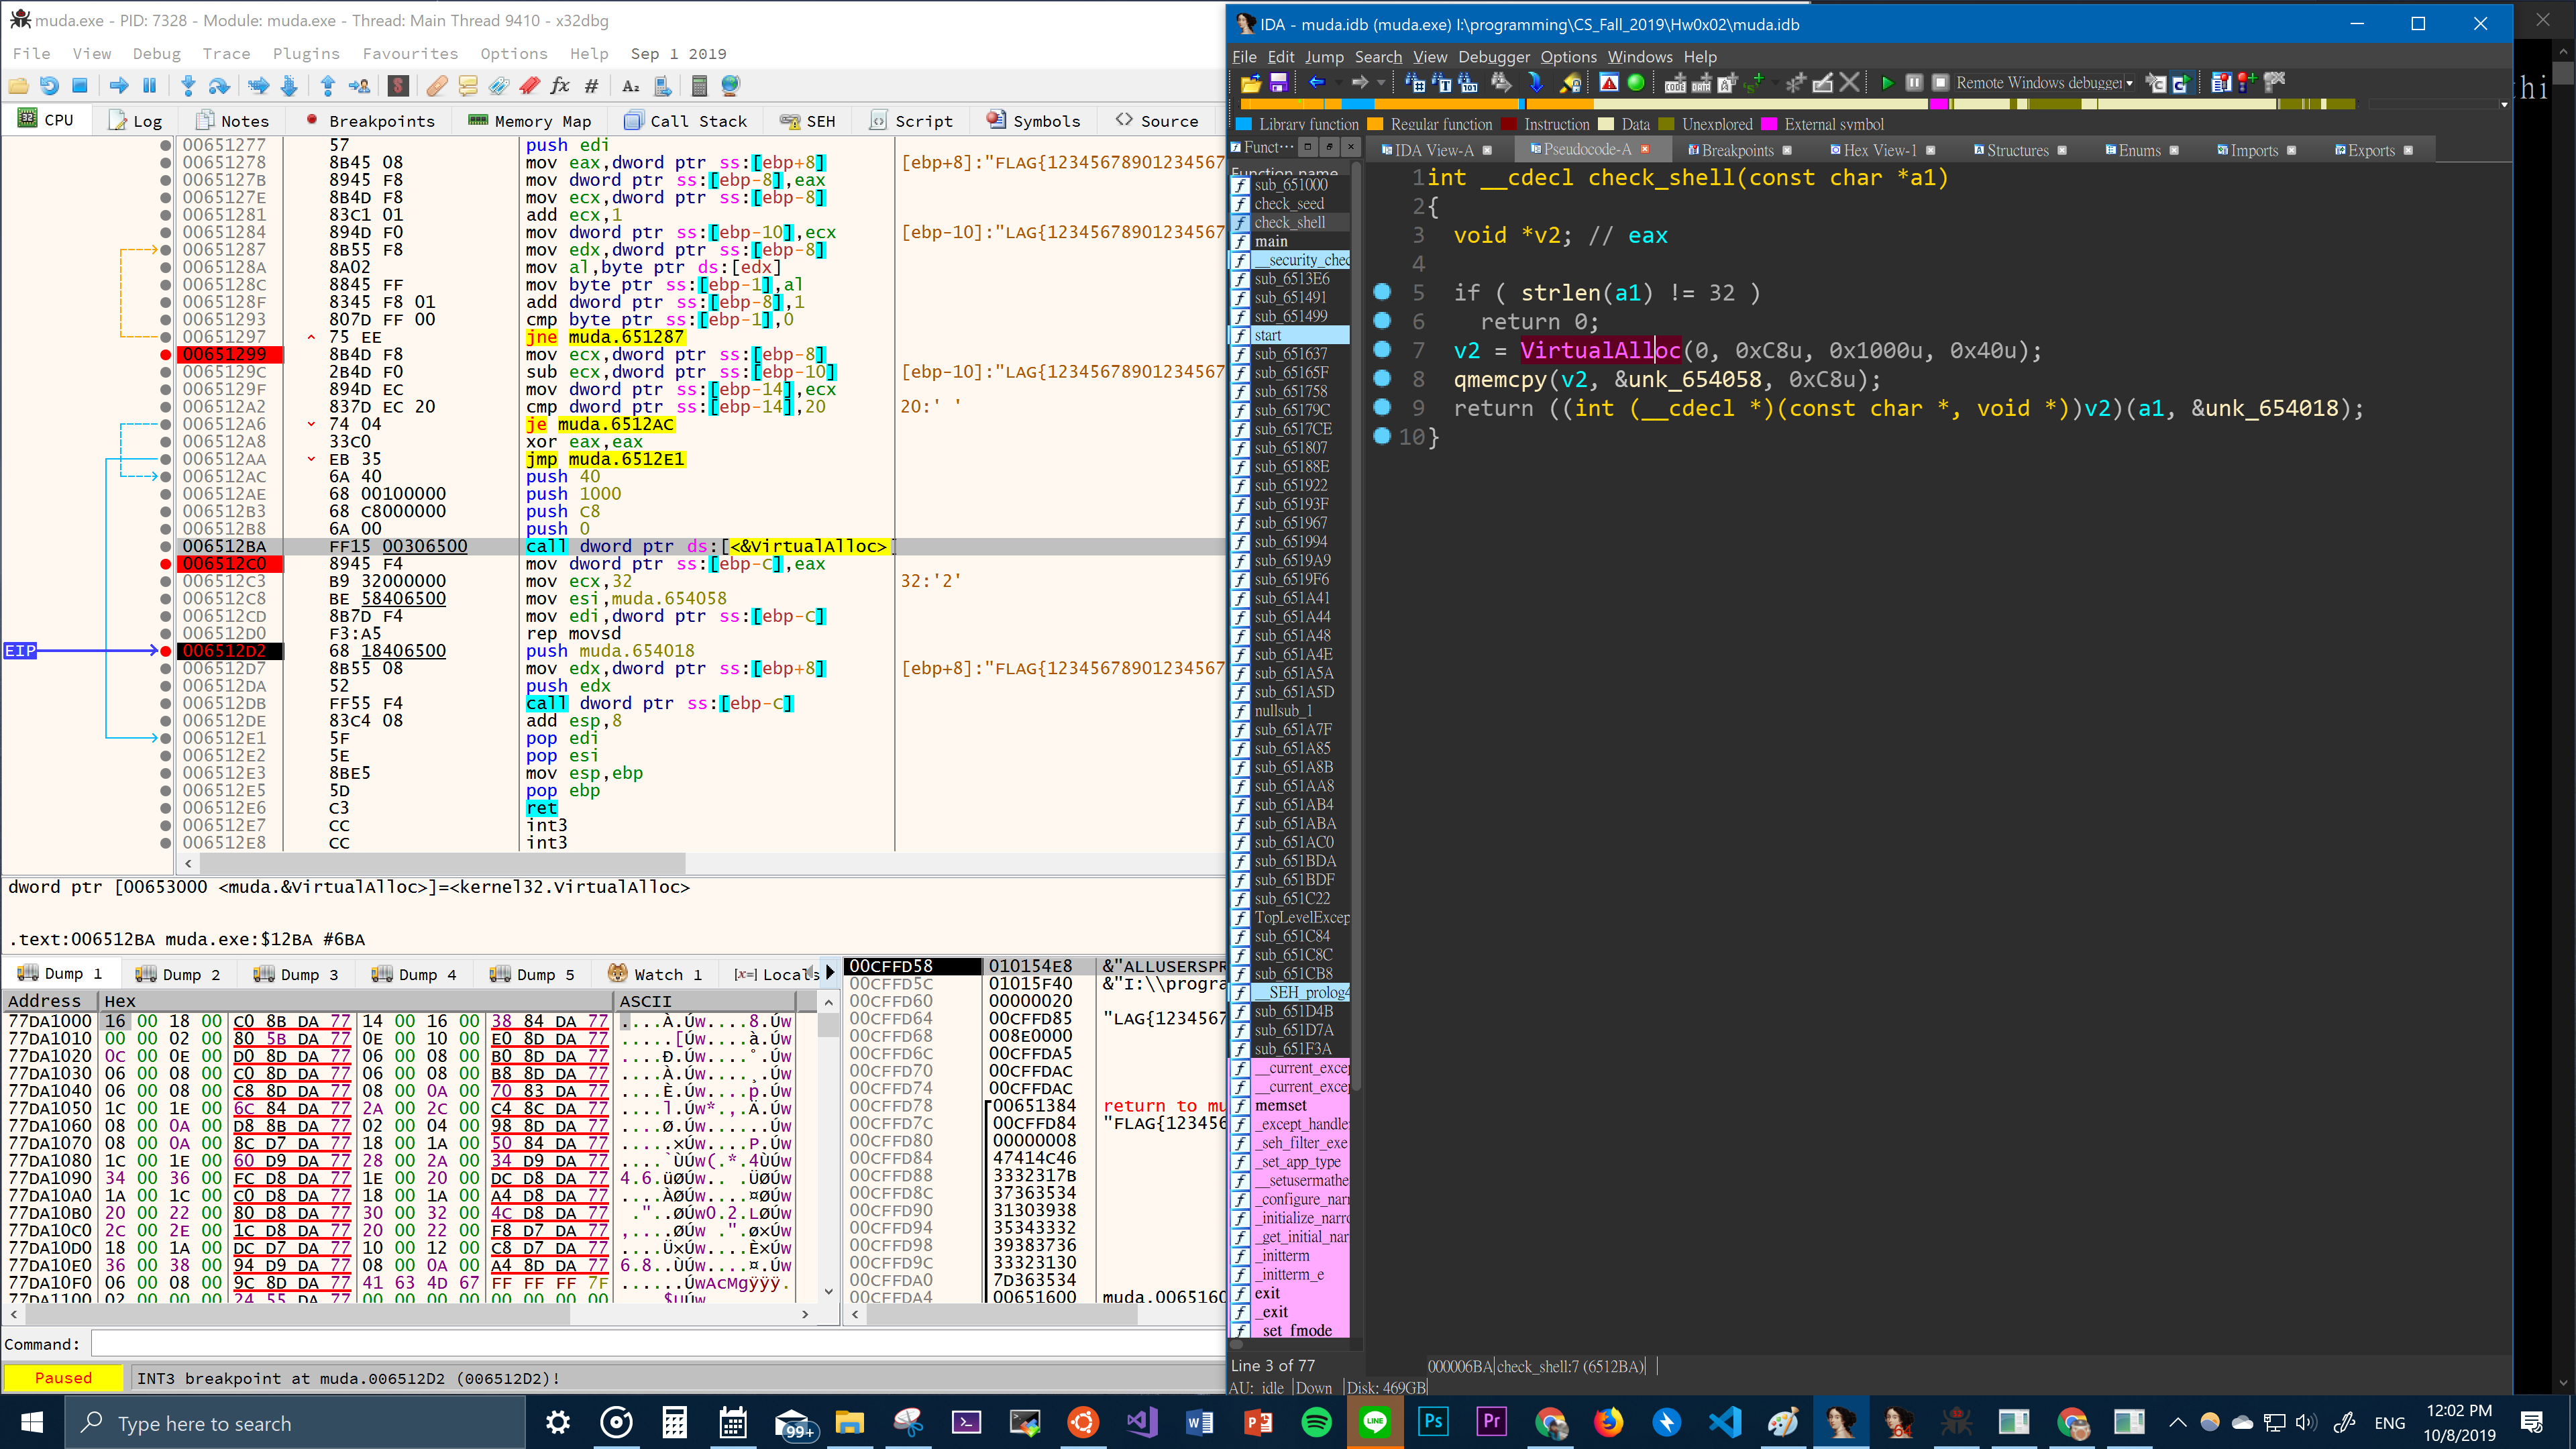 muda.exe - PID: 7328 - Module: muda.exe - Thread: Main Thread 9410 - x32dbg
File View Debug Trace Plugins Favourites Options Help Sep 1 2019
CPU Log Notes Breakpoints Memory Map Call Stack SEH Script Symbols Source
00651277 57 push edi
00651278 8B45 08 mov eax,dword ptr ss:[ebp+8] [ebp+8]:"FLAG{12345678901234567
0065127B 8945 F8 mov dword ptr ss:[ebp-8],eax
0065127E 8B4D F8 mov ecx,dword ptr ss:[ebp-8]
00651281 83C1 01 add ecx,1
00651284 894D F0 mov dword ptr ss:[ebp-10],ecx [ebp-10]:"LAG{12345678901234567
00651287 8B55 F8 mov edx,dword ptr ss:[ebp-8]
0065128A 8A02 mov al,byte ptr ds:[edx]
0065128C 8845 FF mov byte ptr ss:[ebp-1],al
0065128F 8345 F8 01 add dword ptr ss:[ebp-8],1
00651293 807D FF 00 cmp byte ptr ss:[ebp-1],0
00651297 75 EE jne muda.651287
00651299 8B4D F8 mov ecx,dword ptr ss:[ebp-8]
0065129C 2B4D F0 sub ecx,dword ptr ss:[ebp-10] [ebp-10]:"LAG{12345678901234567
0065129F 894D EC mov dword ptr ss:[ebp-14],ecx
006512A2 837D EC 20 cmp dword ptr ss:[ebp-14],20 20:' '
006512A6 74 04 je muda.6512AC
006512A8 33C0 xor eax,eax
006512AA EB 35 jmp muda.6512E1
006512AC 6A 40 push 40
006512AE 68 00100000 push 1000
006512B3 68 C8000000 push C8
006512B8 6A 00 push 0
006512BA FF15 00306500 call dword ptr ds:[<&VirtualAlloc>]
006512C0 8945 F4 mov dword ptr ss:[ebp-C],eax
006512C3 B9 32000000 mov ecx,32 32:'2'
006512C8 BE 58406500 mov esi,muda.654058
006512CD 8B7D F4 mov edi,dword ptr ss:[ebp-C]
006512D0 F3:A5 rep movsd
EIP 006512D2 68 18406500 push muda.654018
006512D7 8B55 08 mov edx,dword ptr ss:[ebp+8] [ebp+8]:"FLAG{12345678901234567
006512DA 52 push edx
006512DB FF55 F4 call dword ptr ss:[ebp-C]
006512DE 83C4 08 add esp,8
006512E1 5F pop edi
006512E2 5E pop esi
006512E3 8BE5 mov esp,ebp
006512E5 5D pop ebp
006512E6 C3 ret
006512E7 CC int3
006512E8 CC int3
dword ptr [00653000 <muda.&VirtualAlloc>]=<kernel32.VirtualAlloc>
.text:006512BA muda.exe:$12BA #6BA
Dump 1 Dump 2 Dump 3 Dump 4 Dump 5 Watch 1 [x=] Locals
Address Hex ASCII
77DA1000 16 00 18 00 C0 8B DA 77 14 00 16 00 38 84 DA 77 ....À.Úw....8.Úw
77DA1010 00 00 02 00 80 5B DA 77 0E 00 10 00 E0 8D DA 77 .....[Úw....à.Úw
77DA1020 0C 00 0E 00 D0 8D DA 77 06 00 08 00 B0 8D DA 77 ....Ð.Úw....°.Úw
77DA1030 06 00 08 00 C0 8D DA 77 06 00 08 00 B8 8D DA 77 ....À.Úw....¸.Úw
77DA1040 06 00 08 00 C8 8D DA 77 08 00 0A 00 70 83 DA 77 ....È.Úw....p.Úw
77DA1050 1C 00 1E 00 6C 84 DA 77 2A 00 2C 00 C4 8C DA 77 ....l.Úw*.,.Ä.Úw
77DA1060 08 00 0A 00 D8 8B DA 77 02 00 04 00 98 8D DA 77 ....Ø.Úw......Úw
77DA1070 08 00 0A 00 8C D7 DA 77 18 00 1A 00 50 84 DA 77 .....×Úw....P.Úw
77DA1080 1C 00 1E 00 60 D9 DA 77 28 00 2A 00 34 D9 DA 77 ....`ÙÚw(.*.4ÙÚw
77DA1090 34 00 36 00 FC D8 DA 77 1E 00 20 00 DC D8 DA 77 4.6.üØÚw.. .ÜØÚw
77DA10A0 1A 00 1C 00 C0 D8 DA 77 18 00 1A 00 A4 D8 DA 77 ....ÀØÚw....¤ØÚw
77DA10B0 20 00 22 00 80 D8 DA 77 30 00 32 00 4C D8 DA 77  ."..ØÚw0.2.LØÚw
77DA10C0 2C 00 2E 00 1C D8 DA 77 20 00 22 00 F8 D7 DA 77 ,....ØÚw .".ø×Úw
77DA10D0 18 00 1A 00 DC D7 DA 77 10 00 12 00 C8 D7 DA 77 ....Ü×Úw....È×Úw
77DA10E0 36 00 38 00 94 D9 DA 77 08 00 0A 00 A4 8D DA 77 6.8..ÙÚw....¤.Úw
77DA10F0 06 00 08 00 9C 8D DA 77 41 63 4D 67 FF FF FF 7F ......ÚwAcMgÿÿÿ.
77DA1100 02 00 00 00 24 55 DA 77 00 00 00 00 00 00 00 00 ....$UÚw
00CFFD58 010154E8 &"ALLUSERSPR
00CFFD5C 01015F40 &"I:\\progra
00CFFD60 00000020
00CFFD64 00CFFD85 "LAG{1234567
00CFFD68 008E0000
00CFFD6C 00CFFDA5
00CFFD70 00CFFDAC
00CFFD74 00CFFDAC
00CFFD78 00651384 return to mu
00CFFD7C 00CFFD84 "FLAG{123456
00CFFD80 00000008
00CFFD84 47414C46
00CFFD88 3332317B
00CFFD8C 37363534
00CFFD90 31303938
00CFFD94 35343332
00CFFD98 39383736
00CFFD9C 33323130
00CFFDA0 7D363534
00CFFDA4 00651600 muda.0065160
Command:
Paused INT3 breakpoint at muda.006512D2 (006512D2)!
IDA - muda.idb (muda.exe) I:\programming\CS_Fall_2019\Hw0x02\muda.idb
File Edit Jump Search View Debugger Options Windows Help
Remote Windows debugger
Library function Regular function Instruction Data Unexplored External symbol
Funct… IDA View-A Pseudocode-A Breakpoints Hex View-1 Structures Enums Imports Exports
Function name
sub_651000
check_seed
check_shell
main
__security_chec
sub_6513E6
sub_651491
sub_651499
start
sub_651637
sub_65165F
sub_651758
sub_65179C
sub_6517CE
sub_651807
sub_65188E
sub_651922
sub_65193F
sub_651967
sub_651994
sub_6519A9
sub_6519F6
sub_651A41
sub_651A44
sub_651A48
sub_651A4E
sub_651A5A
sub_651A5D
nullsub_1
sub_651A7F
sub_651A85
sub_651A8B
sub_651AA8
sub_651AB4
sub_651ABA
sub_651AC0
sub_651BDA
sub_651BDF
sub_651C22
TopLevelExcep
sub_651C84
sub_651C8C
sub_651CB8
__SEH_prolog4
sub_651D4B
sub_651D7A
sub_651F3A
__current_excep
__current_excep
memset
_except_handler
_seh_filter_exe
_set_app_type
__setusermathe
_configure_narr
_initialize_narro
_get_initial_nar
_initterm
_initterm_e
exit
_exit
_set_fmode
Line 3 of 77
1 int __cdecl check_shell(const char *a1)
2 {
3 void *v2; // eax
4
5 if ( strlen(a1) != 32 )
6 return 0;
7 v2 = VirtualAlloc(0, 0xC8u, 0x1000u, 0x40u);
8 qmemcpy(v2, &unk_654058, 0xC8u);
9 return ((int (__cdecl *)(const char *, void *))v2)(a1, &unk_654018);
10 }
000006BA check_shell:7 (6512BA)
AU: idle Down Disk: 469GB
hi
Type here to search
99+
LINE
Ps
Pr
64
ENG
12:02 PM
10/8/2019